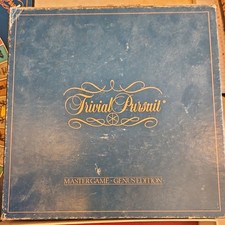 Trivial Pursuit
MASTER GAME - GENUS EDITION